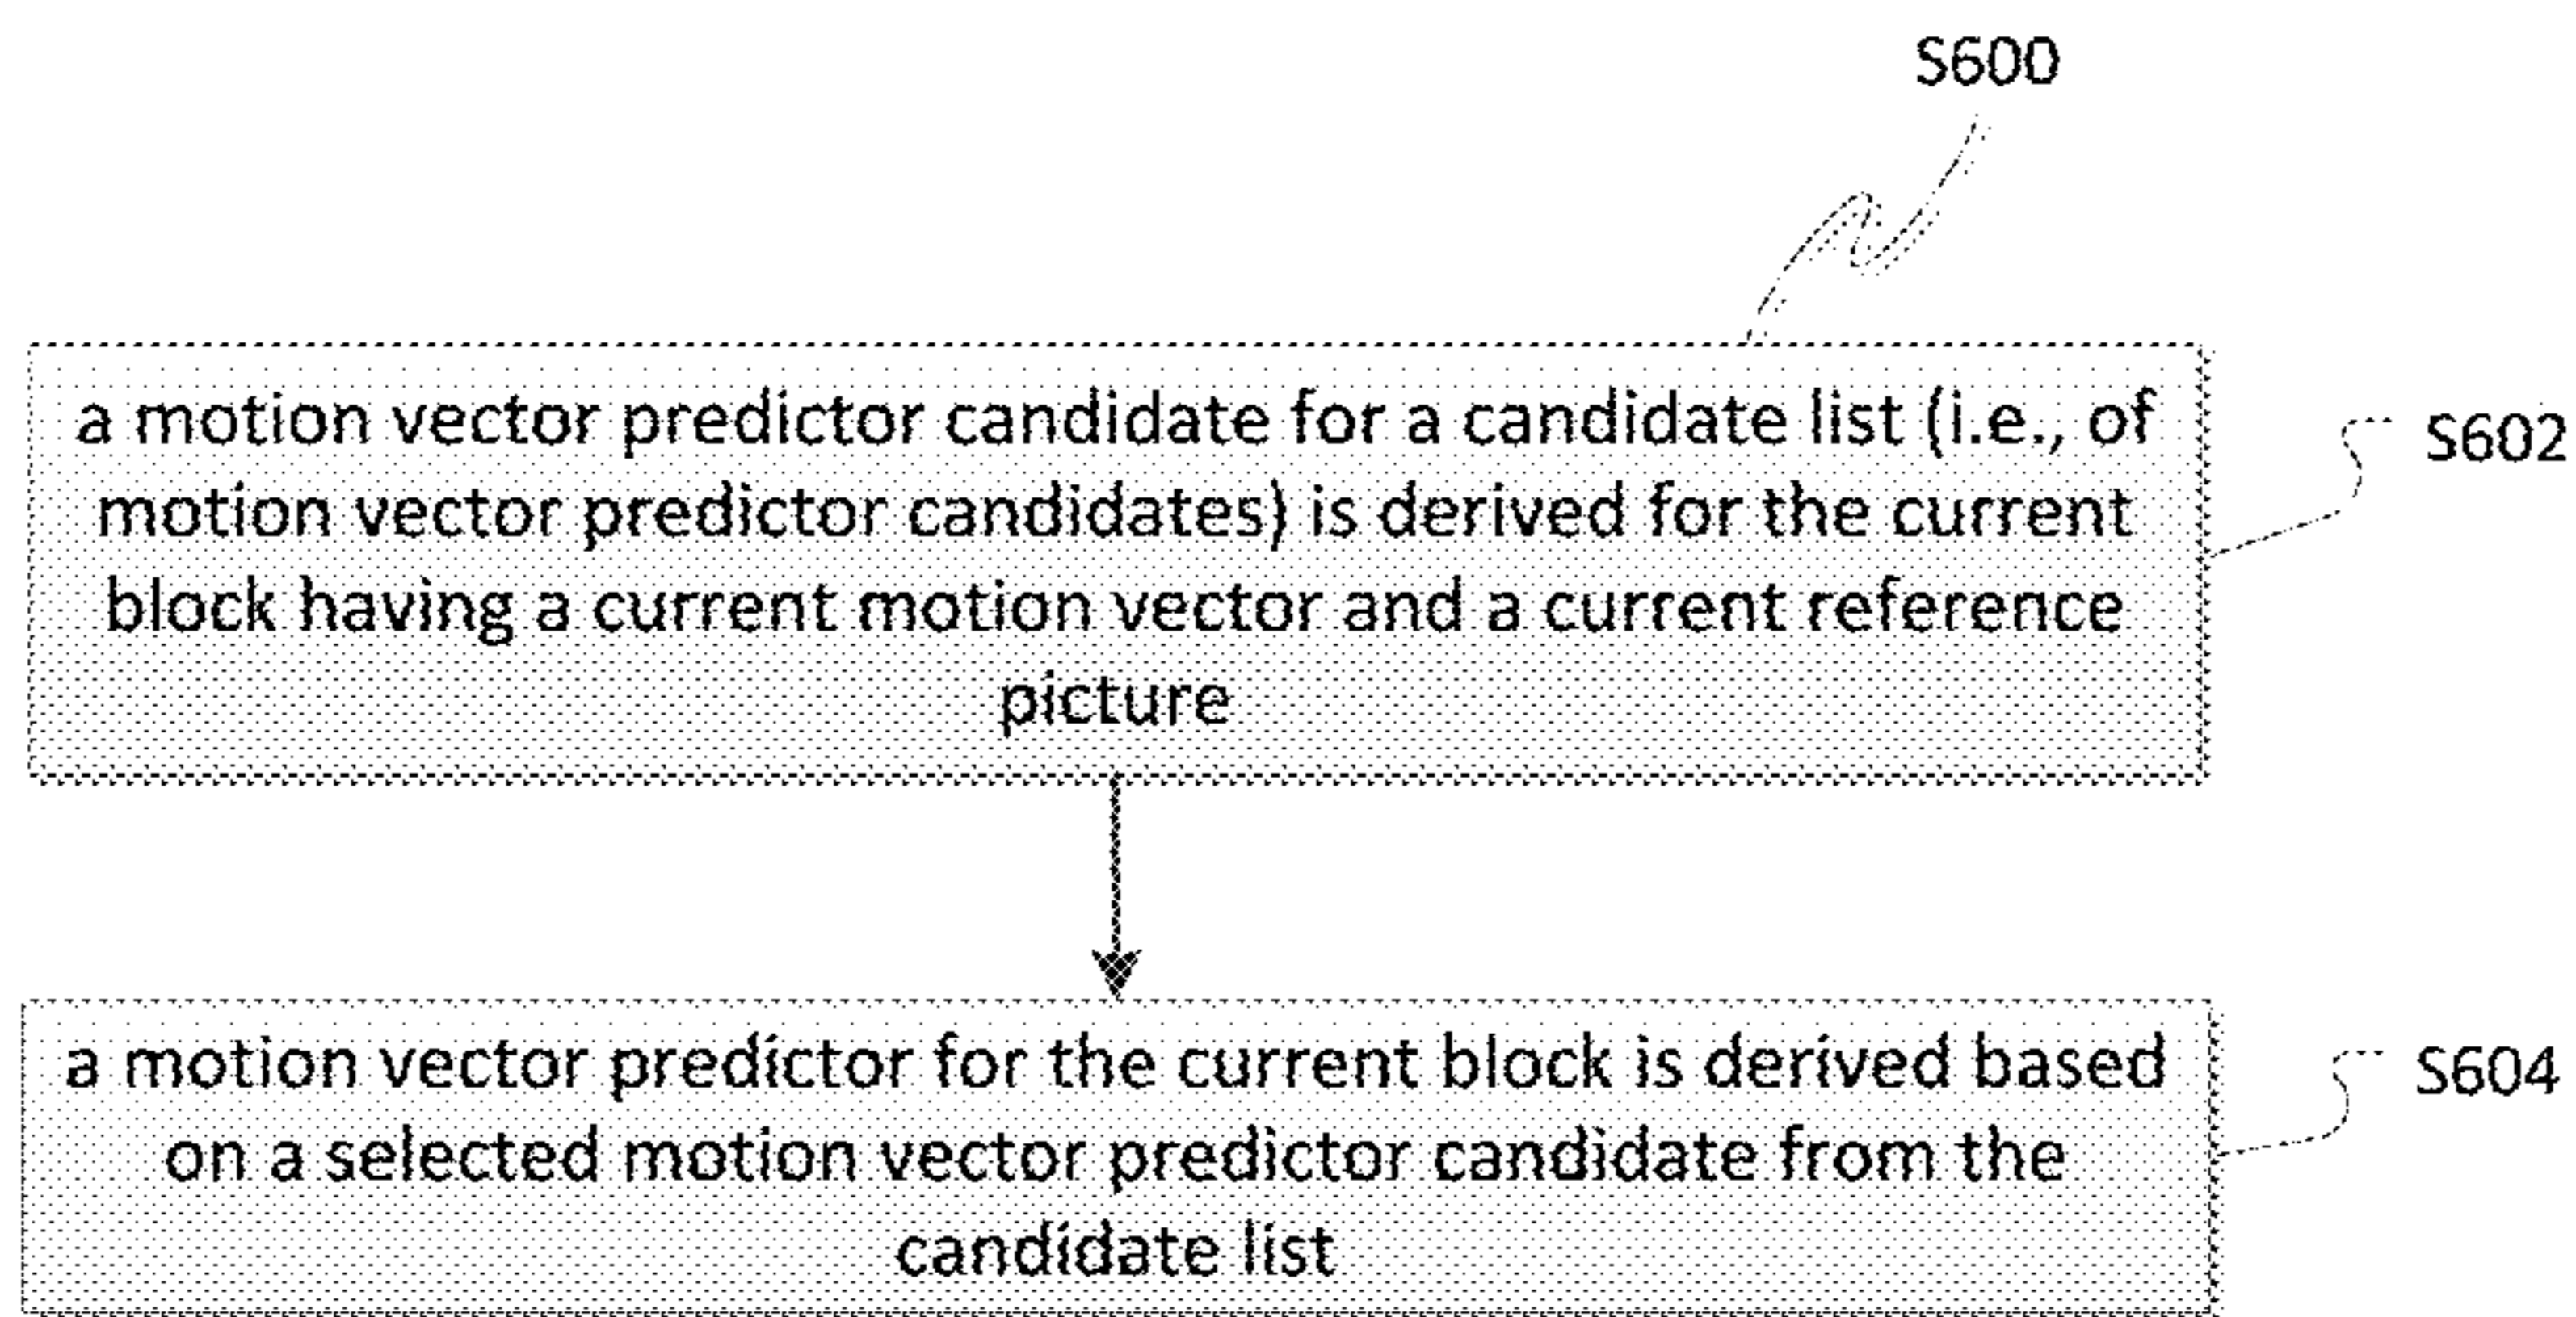 S600
a motion vector predictor candidate for a candidate list (i.e., of
motion vector predictor candidates) is derived for the current
block having a current motion vector and a current reference
picture
S602
a motion vector predictor for the current block is derived based
on a selected motion vector predictor candidate from the
candidate list
S604